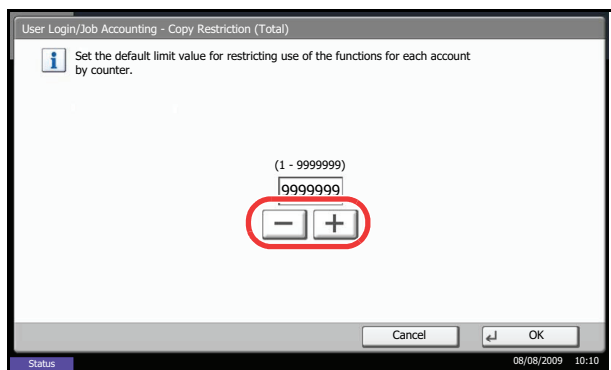 User Login/Job Accounting - Copy Restriction (Total)
Set the default limit value for restricting use of the functions for each account
by counter.
(1 - 9999999)
9999999
− +
Cancel OK
Status 08/08/2009 10:10